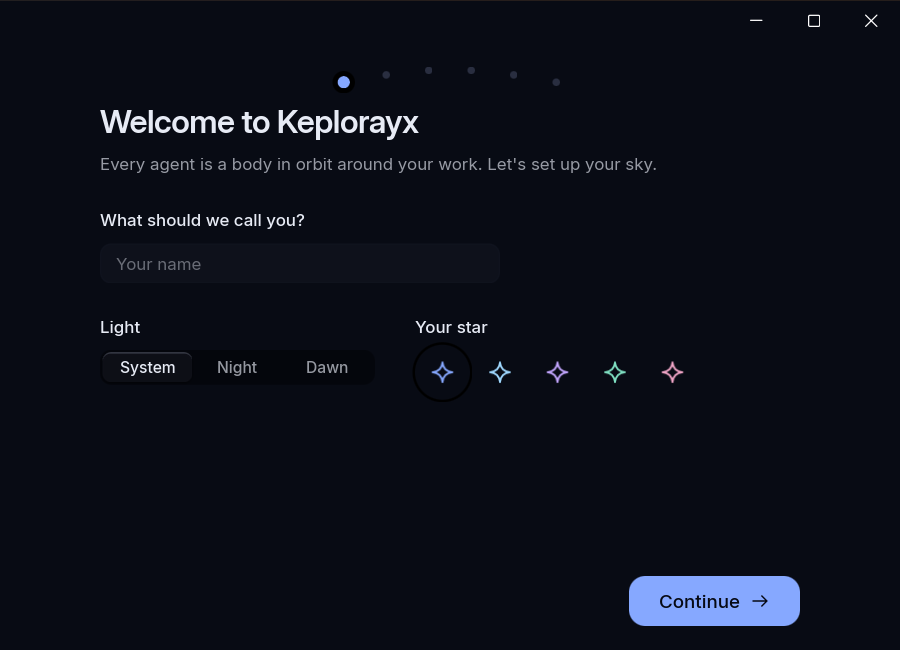 Welcome to Keplorayx
Every agent is a body in orbit around your work. Let's set up your sky.
What should we call you?
Your name
Light
Your star
System
Night
Dawn
Continue